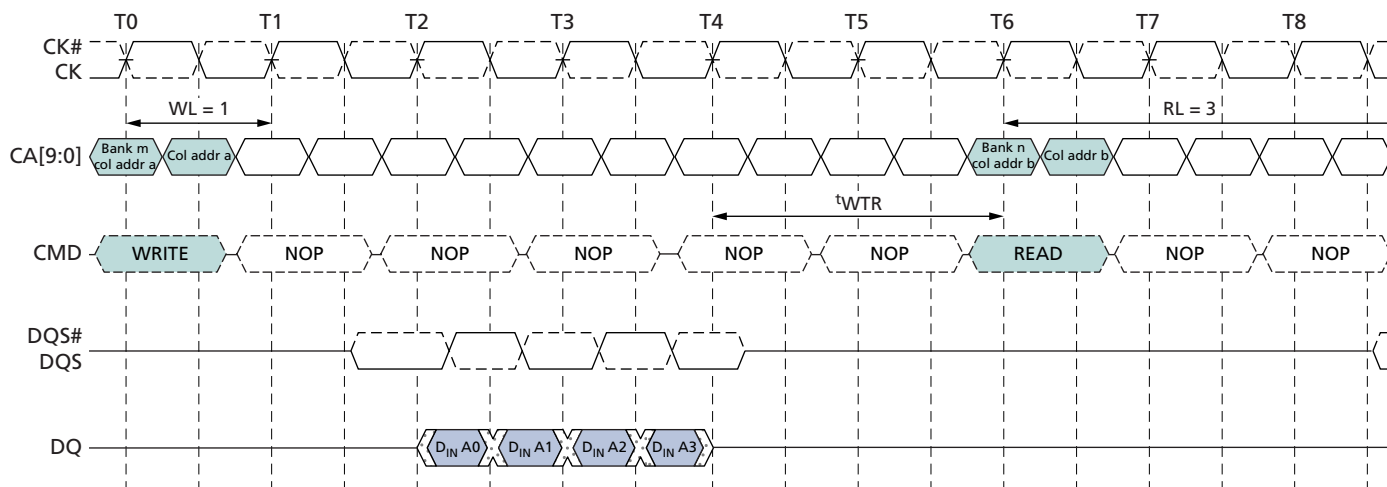 T0 T1 T2 T3 T4 T5 T6 T7 T8
CK#
CK
WL = 1
RL = 3
CA[9:0]
Bank m
col addr a
Col addr a
Bank n
col addr b
Col addr b
tWTR
CMD
WRITE NOP NOP NOP NOP NOP READ NOP NOP
DQS#
DQS
DQ
DIN A0 DIN A1 DIN A2 DIN A3